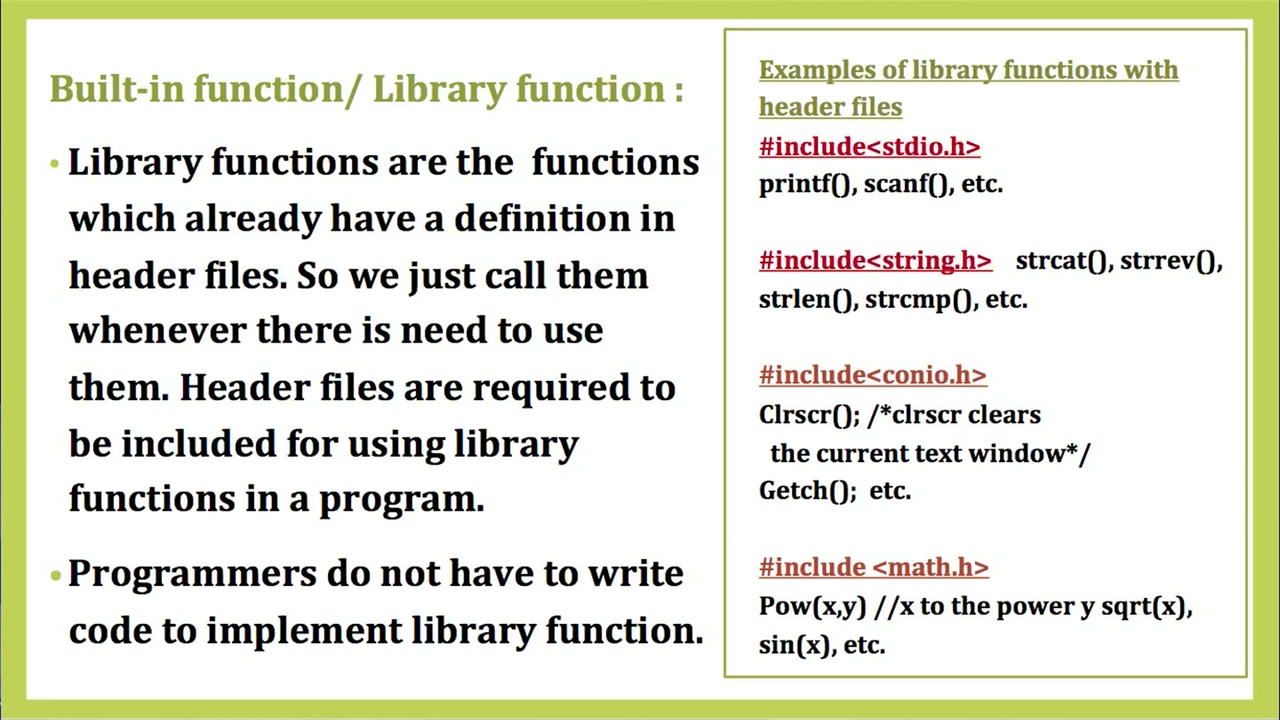 Built-in function/ Library function :
• Library functions are the functions
which already have a definition in
header files. So we just call them
whenever there is need to use
them. Header files are required to
be included for using library
functions in a program.
• Programmers do not have to write
code to implement library function.
Examples of library functions with
header files
#include<stdio.h>
printf(), scanf(), etc.
#include<string.h> strcat(), strrev(),
strlen(), strcmp(), etc.
#include<conio.h>
Clrscr(); /*clrscr clears
the current text window*/
Getch(); etc.
#include <math.h>
Pow(x,y) //x to the power y sqrt(x),
sin(x), etc.